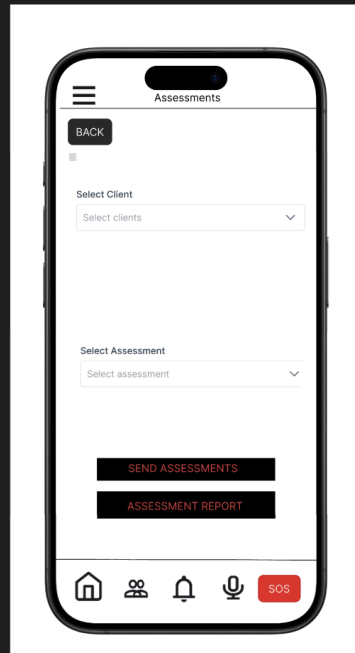 Assessments
BACK
Select Client
Select clients
Select Assessment
Select assessment
SEND ASSESSMENTS
ASSESSMENT REPORT
SOS